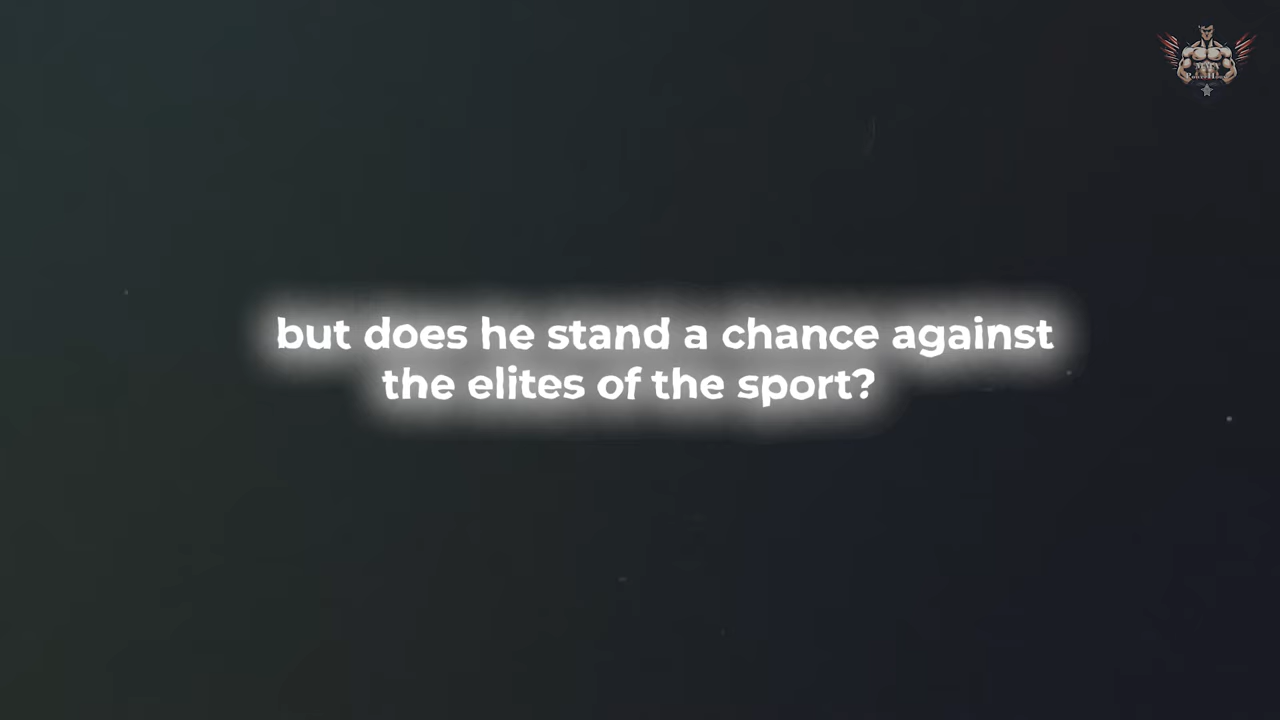 but does he stand a chance against
the elites of the sport?